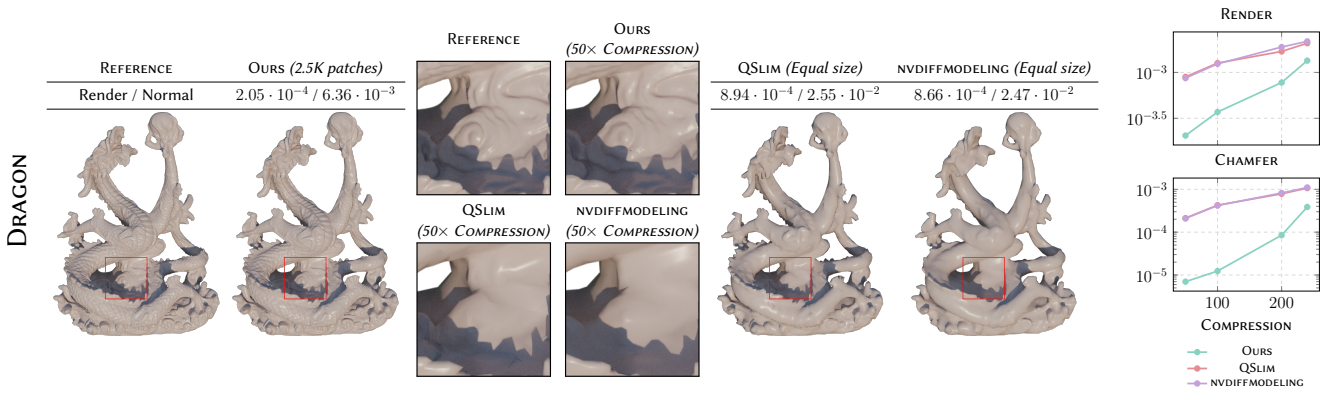 DRAGON
REFERENCE
OURS (2.5K patches)
Render / Normal
2.05 · 10⁻⁴ / 6.36 · 10⁻³
REFERENCE
OURS
(50× COMPRESSION)
QSLIM
(50× COMPRESSION)
NVDIFFMODELING
(50× COMPRESSION)
QSLIM (Equal size)
NVDIFFMODELING (Equal size)
8.94 · 10⁻⁴ / 2.55 · 10⁻²
8.66 · 10⁻⁴ / 2.47 · 10⁻²
RENDER
10⁻³
10⁻³·⁵
CHAMFER
10⁻³
10⁻⁴
10⁻⁵
100
200
COMPRESSION
OURS
QSLIM
NVDIFFMODELING